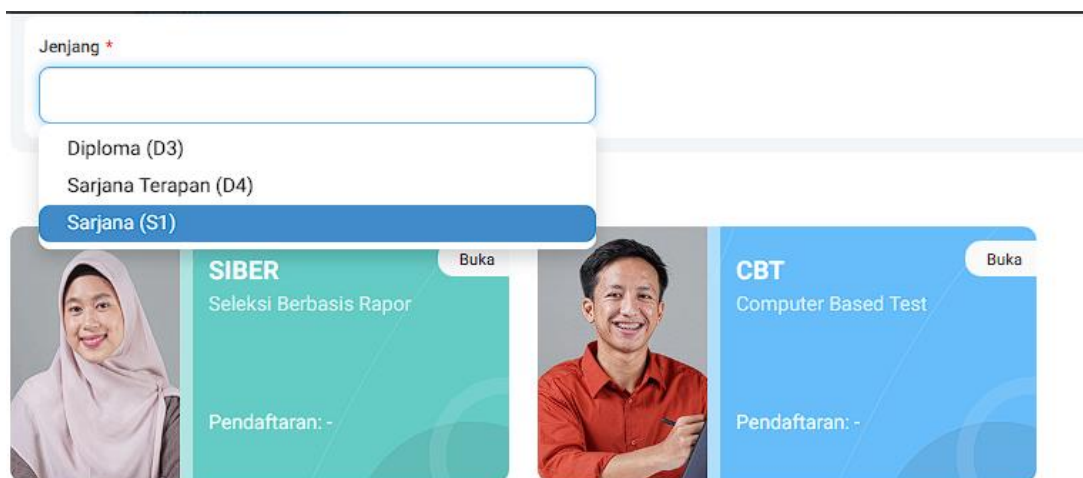 Jenjang *
Diploma (D3)
Sarjana Terapan (D4)
Sarjana (S1)
SIBER
Buka
Seleksi Berbasis Rapor
Pendaftaran: -
CBT
Buka
Computer Based Test
Pendaftaran: -